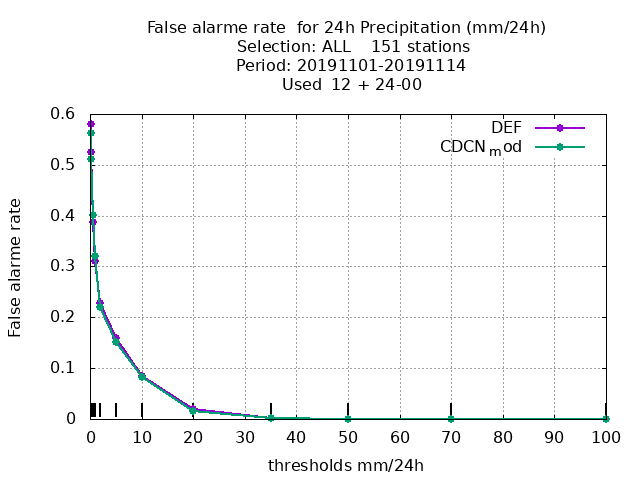 False alarme rate  for 24h Precipitation (mm/24h)
Selection: ALL    151 stations
Period: 20191101-20191114
Used  12 + 24-00
DEF
CDCNmod
False alarme rate
0.6
0.5
0.4
0.3
0.2
0.1
0
0 10 20 30 40 50 60 70 80 90 100
thresholds mm/24h